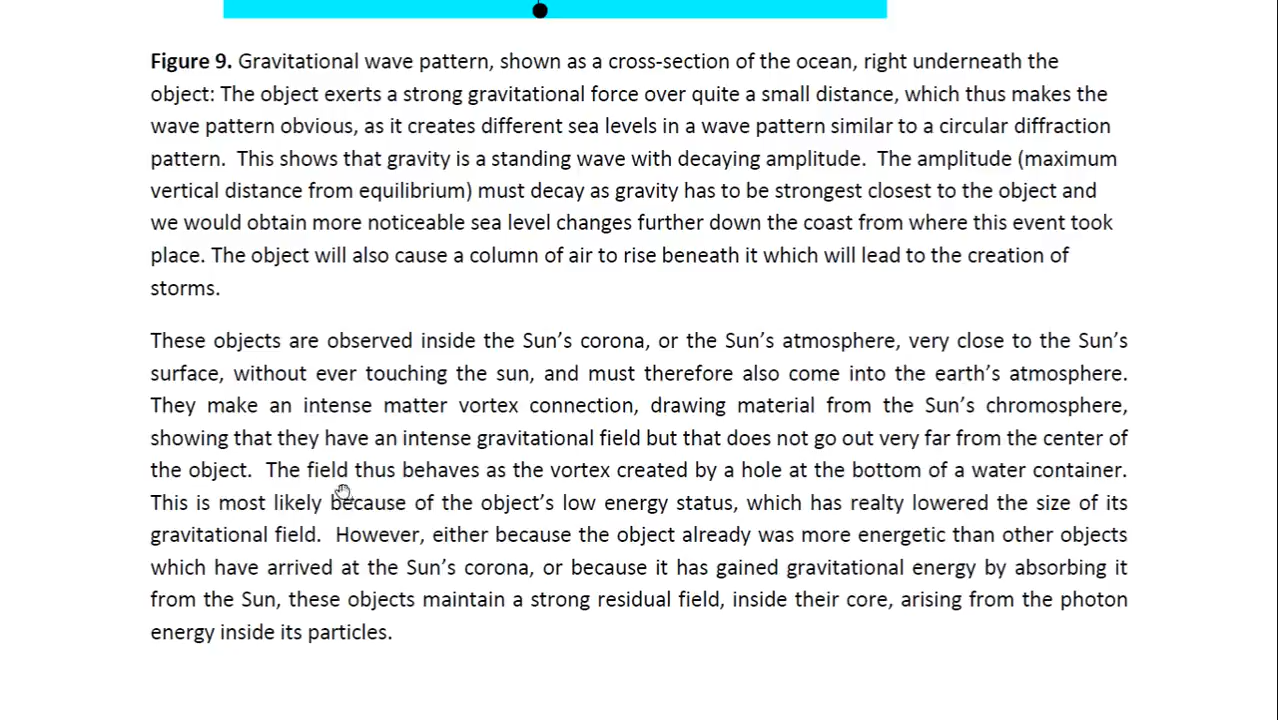 Figure 9. Gravitational wave pattern, shown as a cross-section of the ocean, right underneath the
object: The object exerts a strong gravitational force over quite a small distance, which thus makes the
wave pattern obvious, as it creates different sea levels in a wave pattern similar to a circular diffraction
pattern.  This shows that gravity is a standing wave with decaying amplitude.  The amplitude (maximum
vertical distance from equilibrium) must decay as gravity has to be strongest closest to the object and
we would obtain more noticeable sea level changes further down the coast from where this event took
place. The object will also cause a column of air to rise beneath it which will lead to the creation of
storms.
These objects are observed inside the Sun’s corona, or the Sun’s atmosphere, very close to the Sun’s
surface, without ever touching the sun, and must therefore also come into the earth’s atmosphere.
They make an intense matter vortex connection, drawing material from the Sun’s chromosphere,
showing that they have an intense gravitational field but that does not go out very far from the center of
the object.  The field thus behaves as the vortex created by a hole at the bottom of a water container.
This is most likely because of the object’s low energy status, which has realty lowered the size of its
gravitational field.  However, either because the object already was more energetic than other objects
which have arrived at the Sun’s corona, or because it has gained gravitational energy by absorbing it
from the Sun, these objects maintain a strong residual field, inside their core, arising from the photon
energy inside its particles.